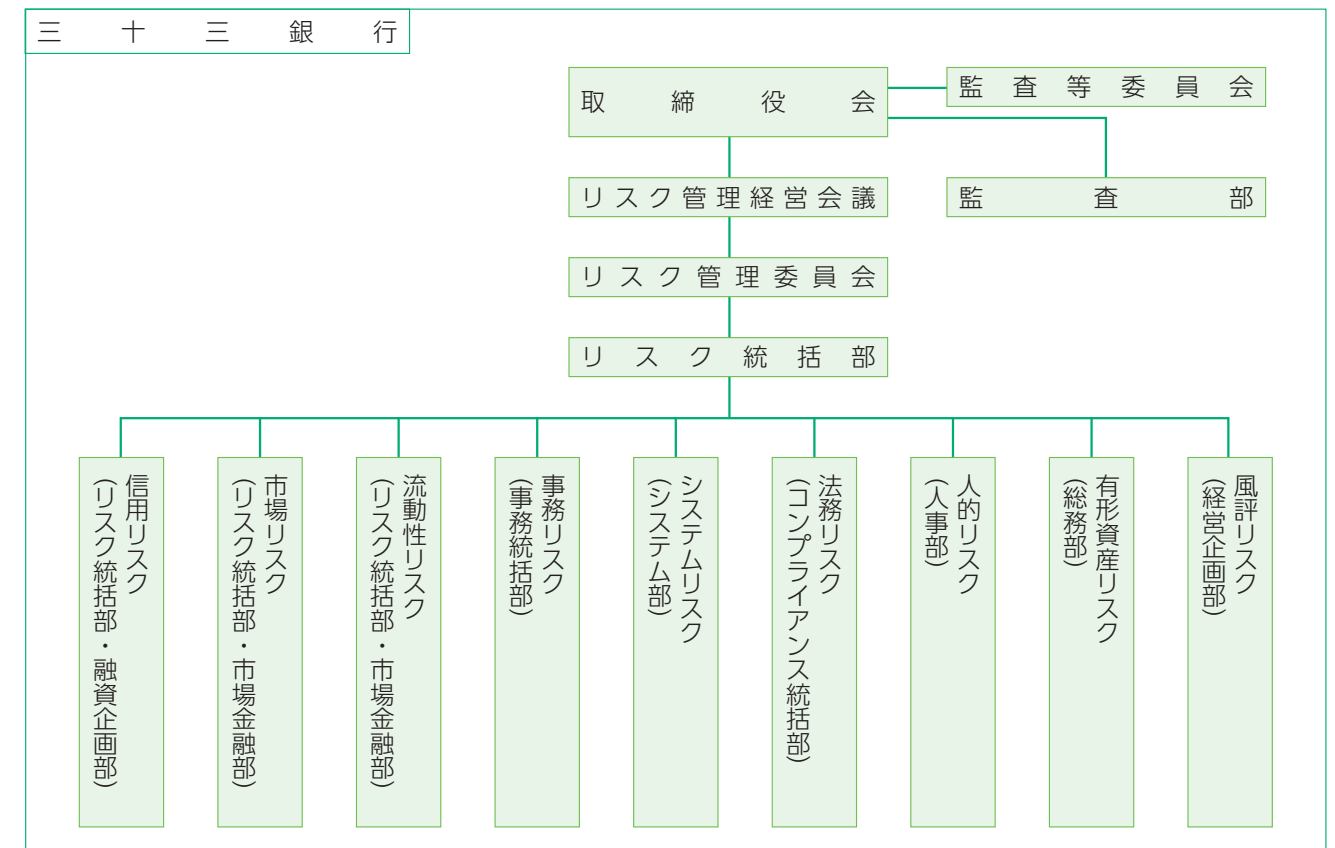 三十三銀行
取締役会
監査等委員会
リスク管理経営会議
監査部
リスク管理委員会
リスク統括部
信用リスク
(リスク統括部・融資企画部)
市場リスク
(リスク統括部・市場金融部)
流動性リスク
(リスク統括部・市場金融部)
事務リスク
(事務統括部)
システムリスク
(システム部)
法務リスク
(コンプライアンス統括部)
人的リスク
(人事部)
有形資産リスク
(総務部)
風評リスク
(経営企画部)